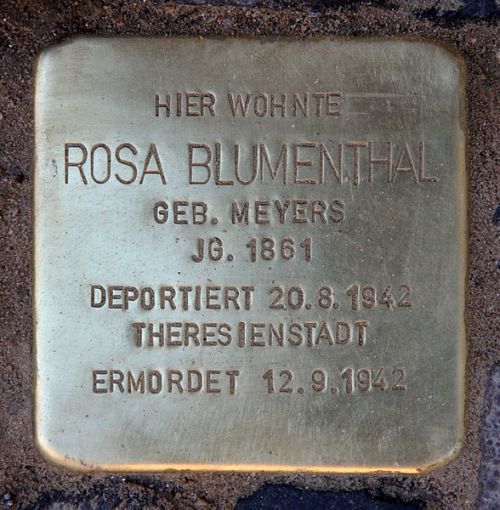 HIER WOHNTE
ROSA BLUMENTHAL
GEB. MEYERS
JG. 1861
DEPORTIERT 20.8.1942
THERESIENSTADT
ERMORDET 12.9.1942